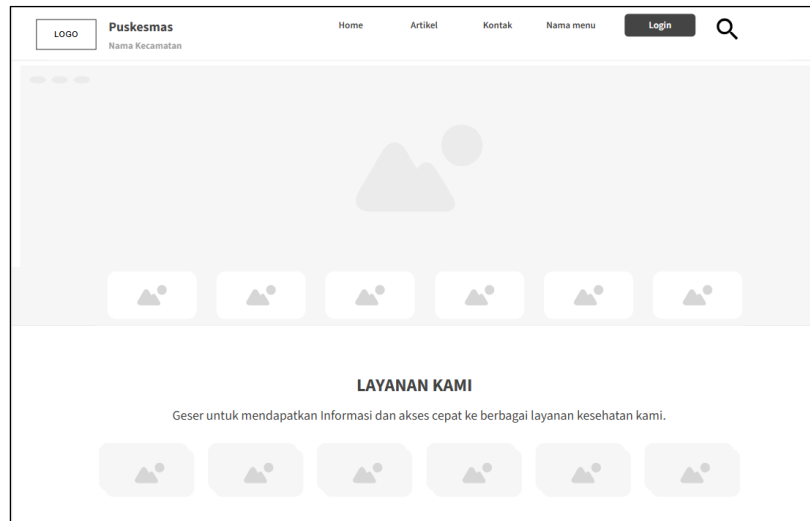 LOGO
Puskesmas
Nama Kecamatan
Home
Artikel
Kontak
Nama menu
Login
LAYANAN KAMI
Geser untuk mendapatkan Informasi dan akses cepat ke berbagai layanan kesehatan kami.